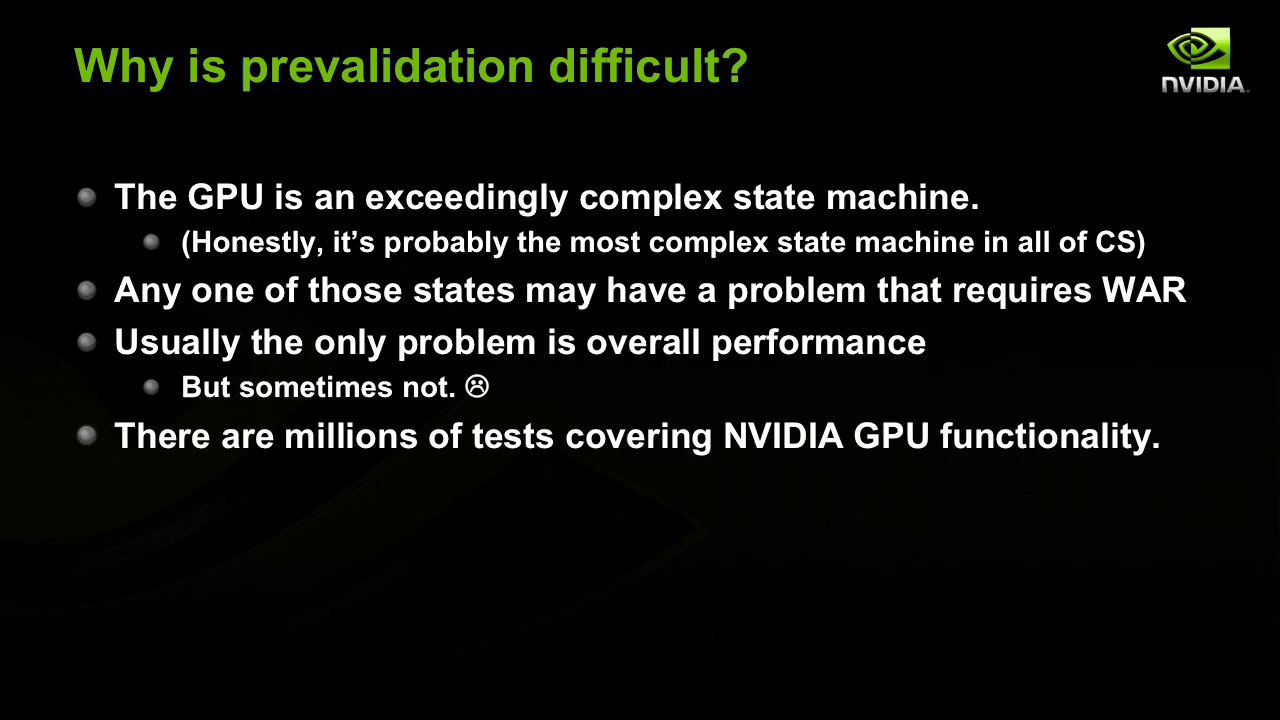 Why is prevalidation difficult?
NVIDIA
The GPU is an exceedingly complex state machine.
(Honestly, it’s probably the most complex state machine in all of CS)
Any one of those states may have a problem that requires WAR
Usually the only problem is overall performance
But sometimes not. ☹
There are millions of tests covering NVIDIA GPU functionality.